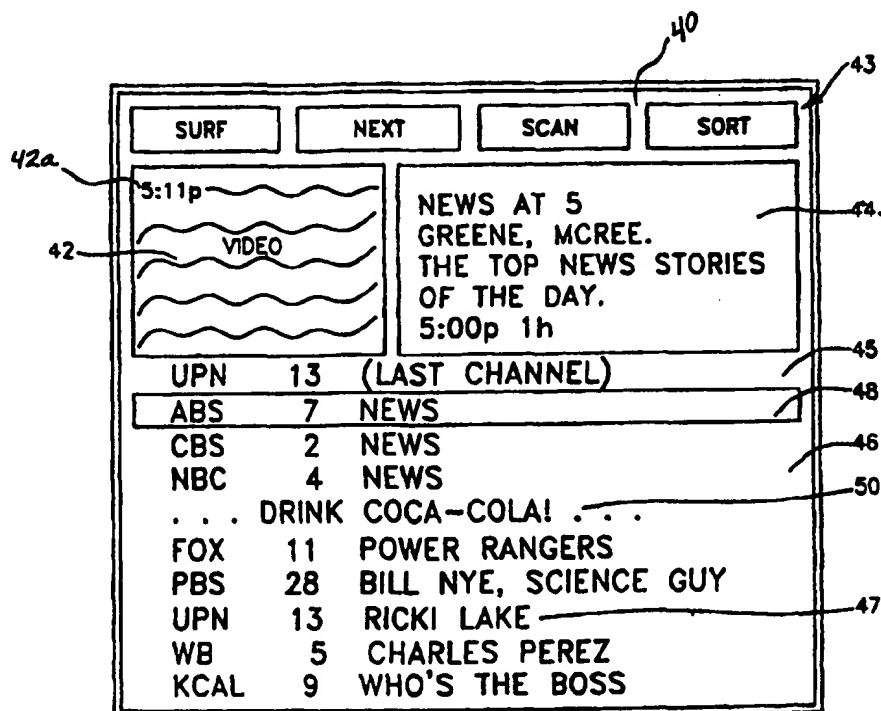 40
43
SURF NEXT SCAN SORT
42a
5:11p
42
VIDEO
NEWS AT 5
GREENE, MCREE.
THE TOP NEWS STORIES
OF THE DAY.
5:00p 1h
44.
45
UPN 13 (LAST CHANNEL)
48
ABS 7 NEWS
CBS 2 NEWS
46
NBC 4 NEWS
50
. . . DRINK COCA-COLA! . . .
FOX 11 POWER RANGERS
PBS 28 BILL NYE, SCIENCE GUY
UPN 13 RICKI LAKE
47
WB 5 CHARLES PEREZ
KCAL 9 WHO'S THE BOSS